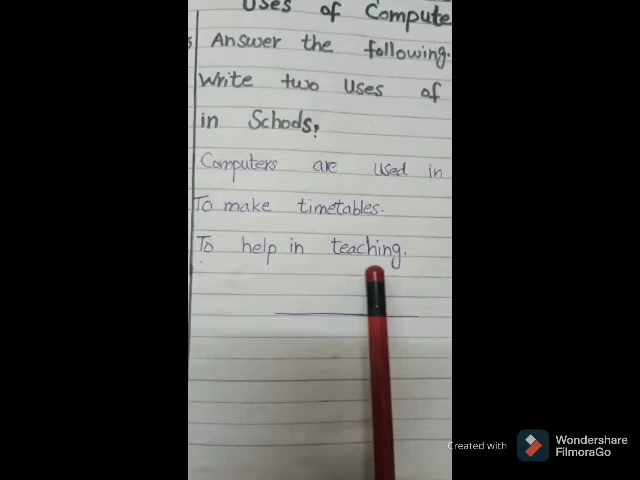 Uses of Compute
Answer the following.
Write two Uses of
in Schools?
Computers are used in
To make timetables.
To help in teaching.
Created with Wondershare FilmoraGo